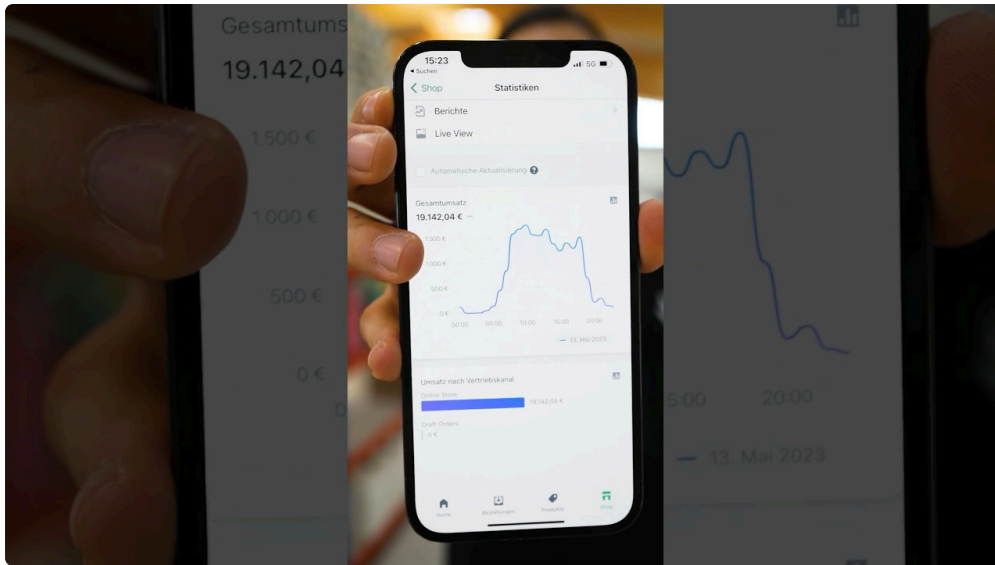 Gesamtums
19.142,04
1.500 €
1.000 €
500 €
0 €
0
15:23
5G
Suchen
Shop
Statistiken
Berichte
Live View
Automatische Aktualisierung ?
Gesamtumsatz
19.142,04 € —
1.500 €
1.000 €
500 €
0 €
00:00 05:00 10:00 15:00 20:00
13. Mai 2023
Umsatz nach Vertriebskanal
Online Store
19.142,04 €
Draft Orders
0 €
Home Bestellungen Produkte Shop
5:00 20:00
13. Mai 2023